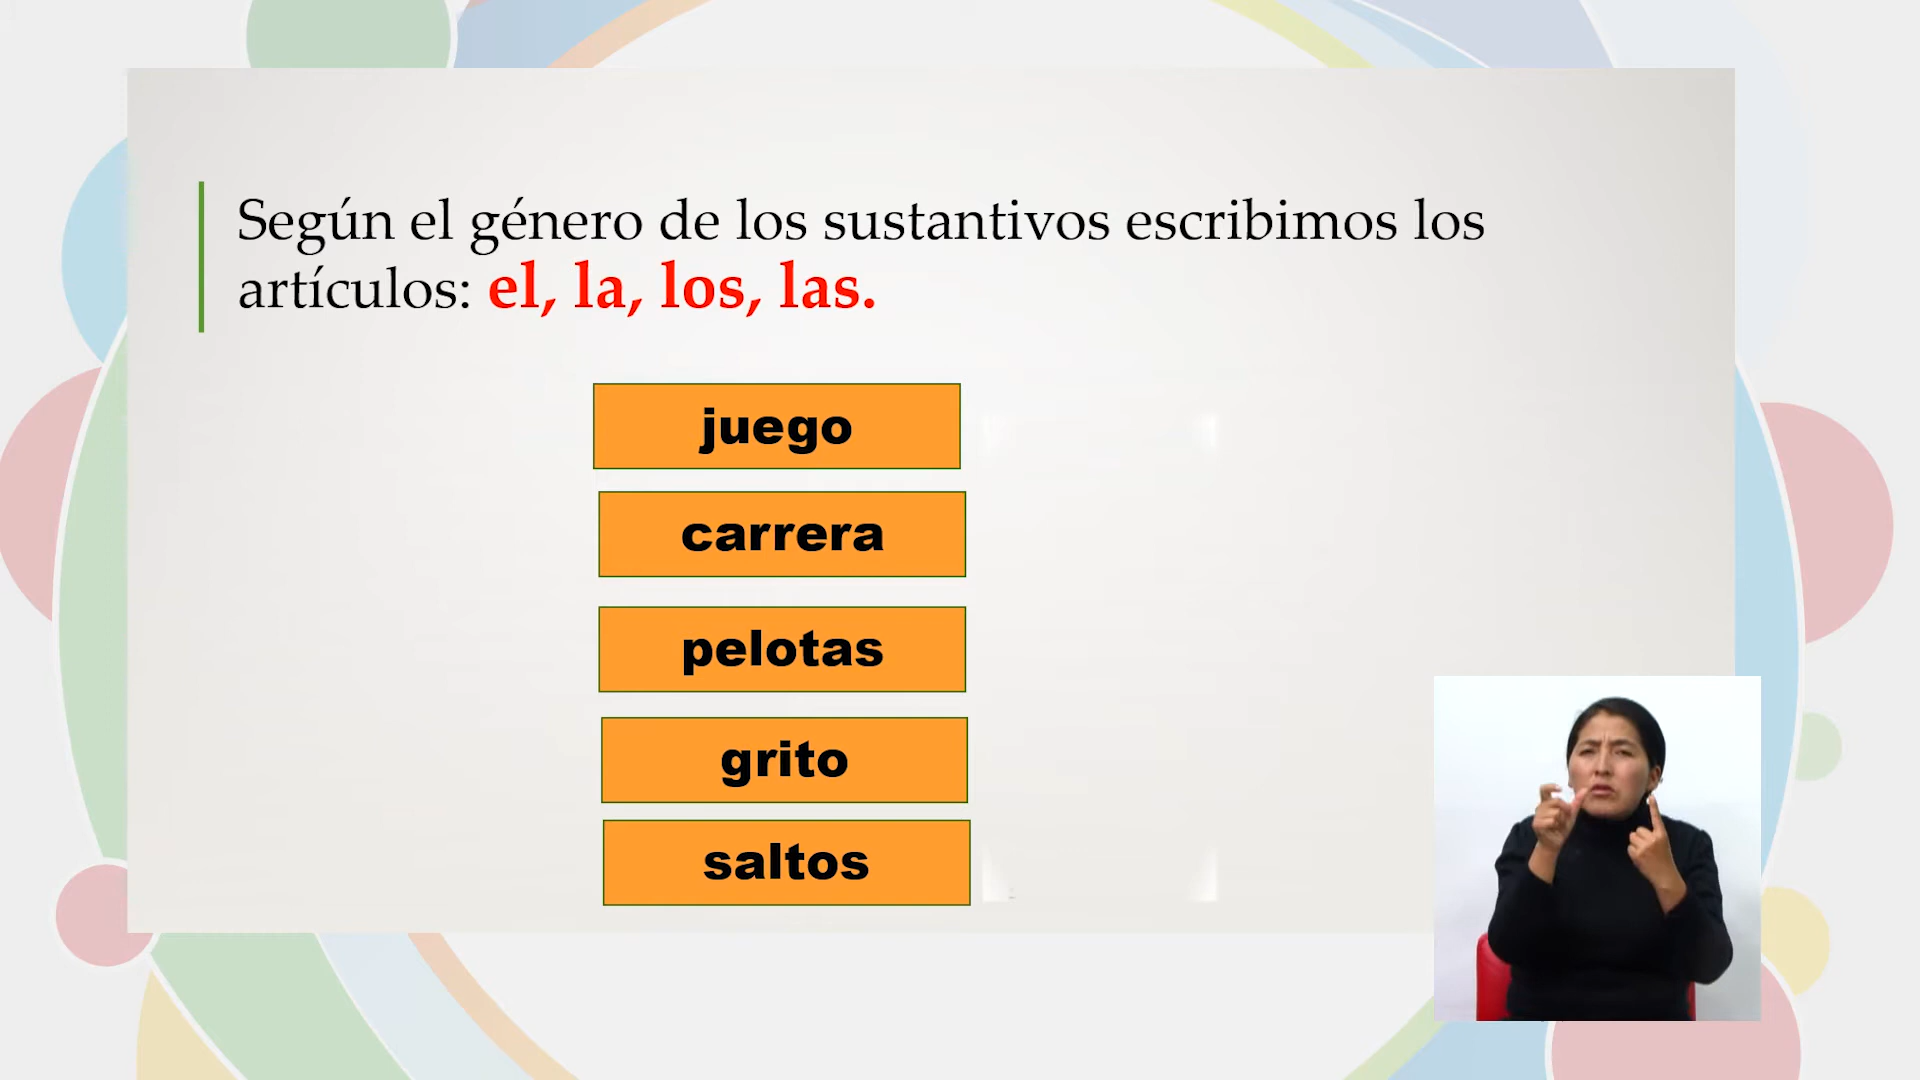 Según el género de los sustantivos escribimos los
artículos: el, la, los, las.
juego
carrera
pelotas
grito
saltos